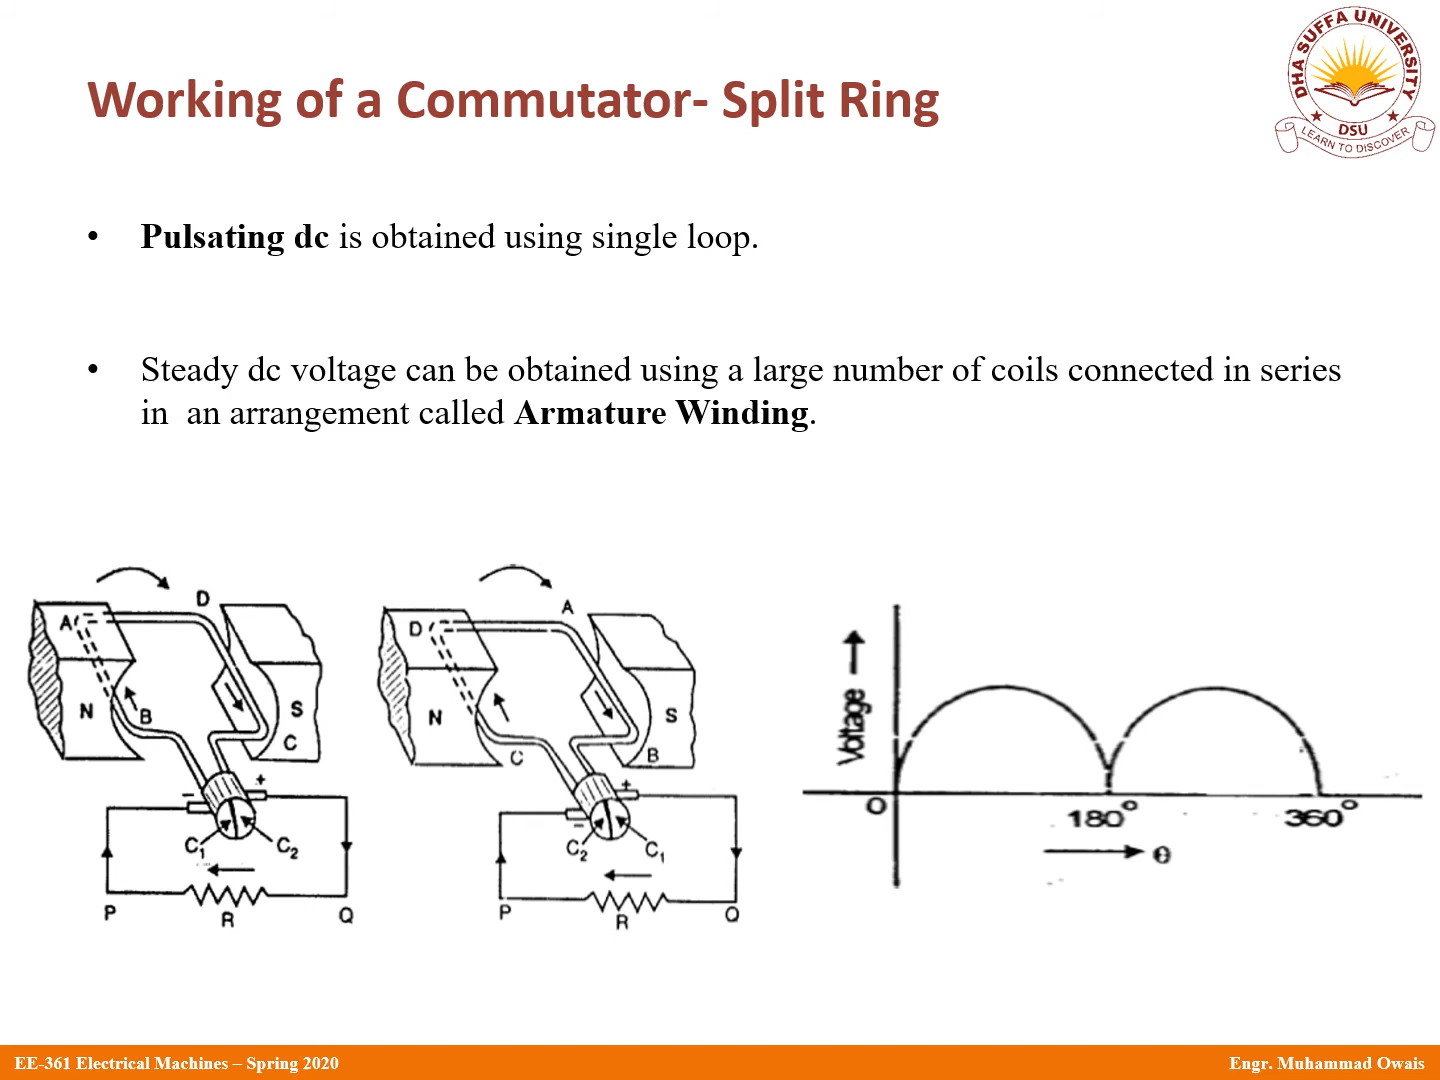 DHA SUFFA UNIVERSITY
DSU
LEARN TO DISCOVER
Working of a Commutator- Split Ring
• Pulsating dc is obtained using single loop.
• Steady dc voltage can be obtained using a large number of coils connected in series
in an arrangement called Armature Winding.
D
A
N
B
S
C
+
−
C1
C2
P
R
Q
A
D
N
S
C
B
+
−
C2
C1
P
R
Q
Voltage
O
180°
360°
θ
EE-361 Electrical Machines – Spring 2020
Engr. Muhammad Owais